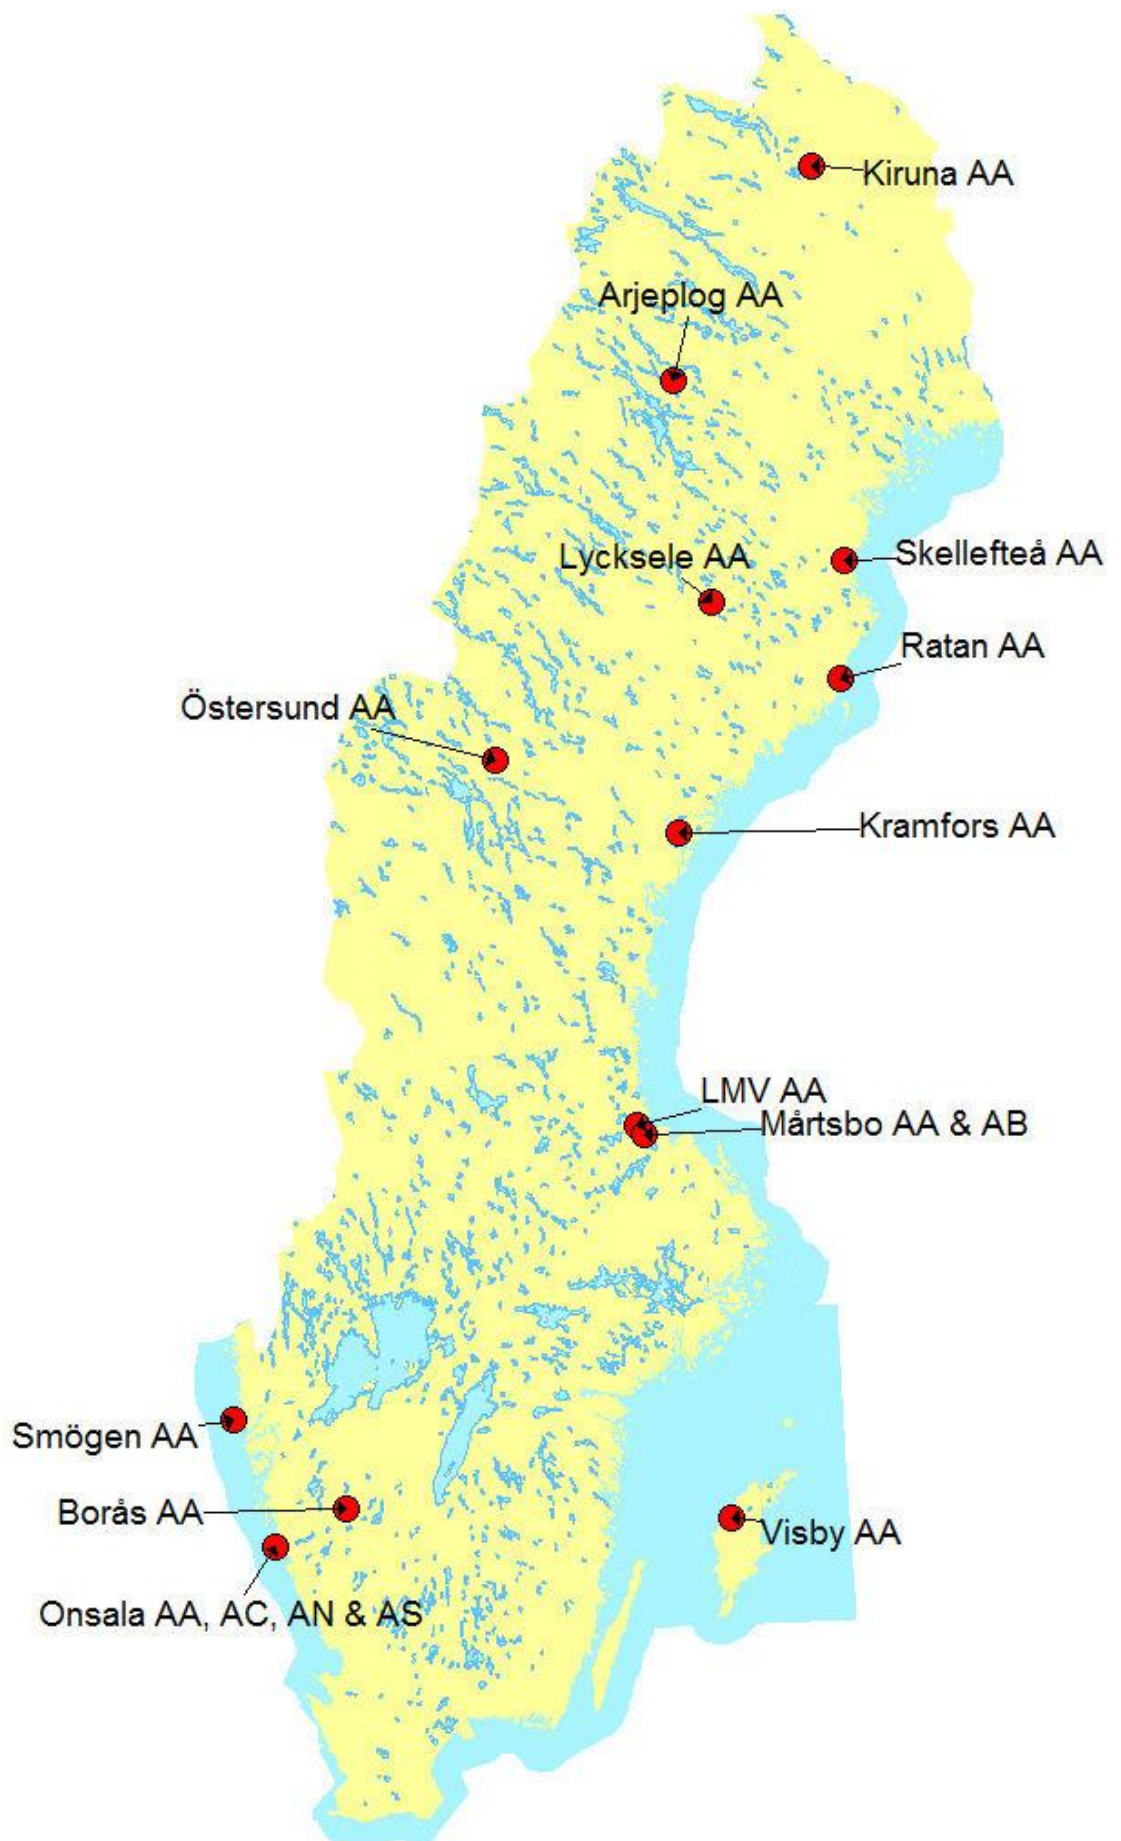 Kiruna AA
Arjeplog AA
Skellefteå AA
Lycksele AA
Ratan AA
Östersund AA
Kramfors AA
LMV AA
Mårtsbo AA & AB
Smögen AA
Borås AA
Visby AA
Onsala AA, AC, AN & AS